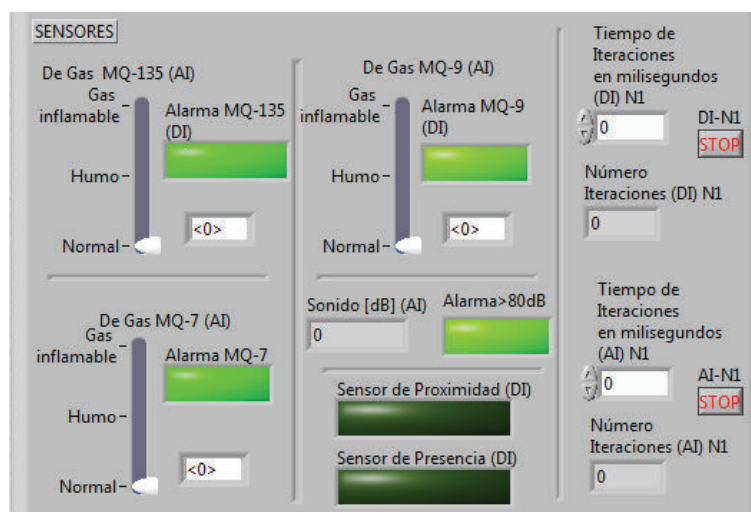 SENSORES
De Gas MQ-135 (AI)
Gas
inflamable
Humo
Normal
Alarma MQ-135
(DI)
<0>
De Gas MQ-7 (AI)
Gas
inflamable
Humo
Normal
Alarma MQ-7
<0>
De Gas MQ-9 (AI)
Gas
inflamable
Humo
Normal
Alarma MQ-9
(DI)
<0>
Sonido [dB] (AI)
0
Alarma>80dB
Sensor de Proximidad (DI)
Sensor de Presencia (DI)
Tiempo de
Iteraciones
en milisegundos
(DI) N1
0
DI-N1
STOP
Número
Iteraciones (DI) N1
0
Tiempo de
Iteraciones
en milisegundos
(AI) N1
0
AI-N1
STOP
Número
Iteraciones (AI) N1
0